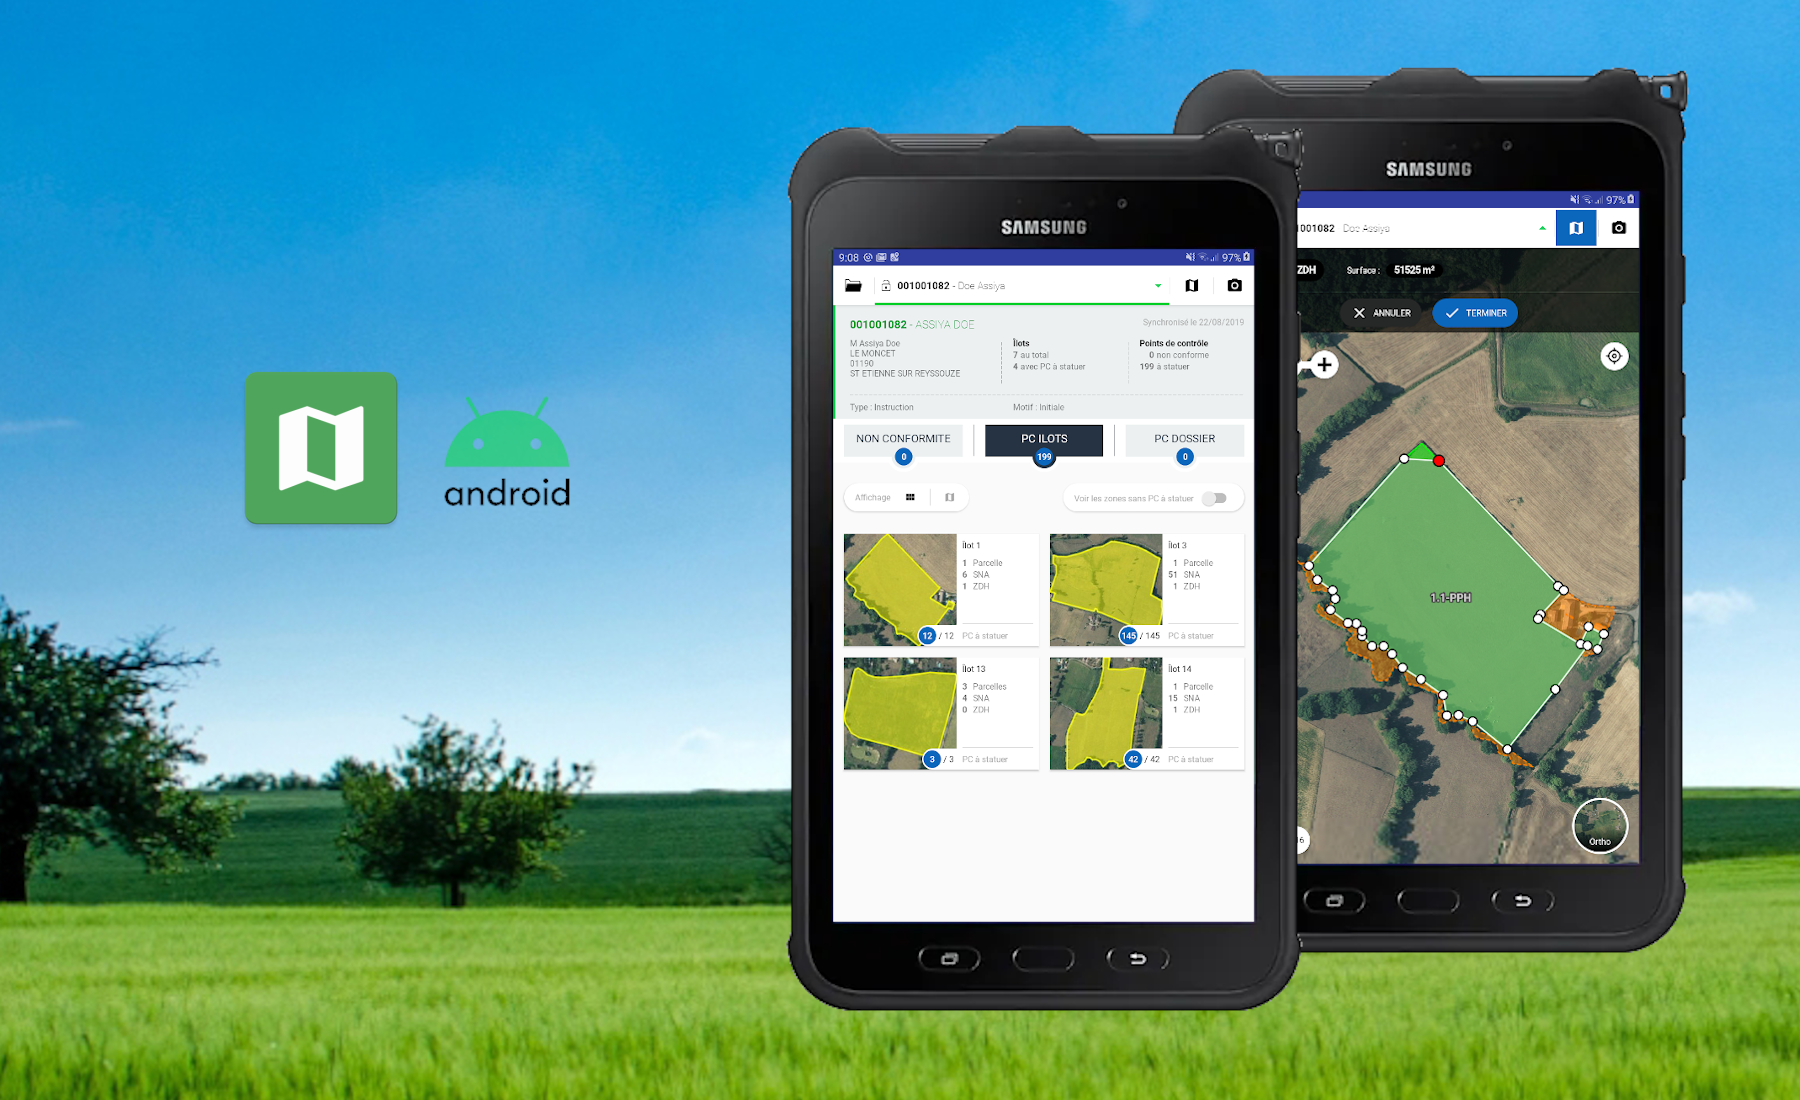 android
SAMSUNG
9:08
97%
001001082 - Doe Assiya
001001082 - ASSIYA DOE
Synchronisé le 22/08/2019
M Assiya Doe
LE MONCET
01190
ST ETIENNE SUR REYSSOUZE
Îlots
7 au total
4 avec PC à statuer
Points de contrôle
0 non conforme
199 à statuer
Type : Instruction
Motif : Initiale
NON CONFORMITE
0
PC ILOTS
199
PC DOSSIER
0
Affichage
Voir les zones sans PC à statuer
Îlot 1
1 Parcelle
6 SNA
1 ZDH
12 / 12 PC à statuer
Îlot 3
1 Parcelle
51 SNA
1 ZDH
145 / 145 PC à statuer
Îlot 13
3 Parcelles
4 SNA
0 ZDH
3 / 3 PC à statuer
Îlot 14
1 Parcelle
15 SNA
1 ZDH
42 / 42 PC à statuer
SAMSUNG
97%
001082 Doe Assiya
ZDH
Surface : 51525 m²
ANNULER
TERMINER
1.1-PPH
6
Ortho